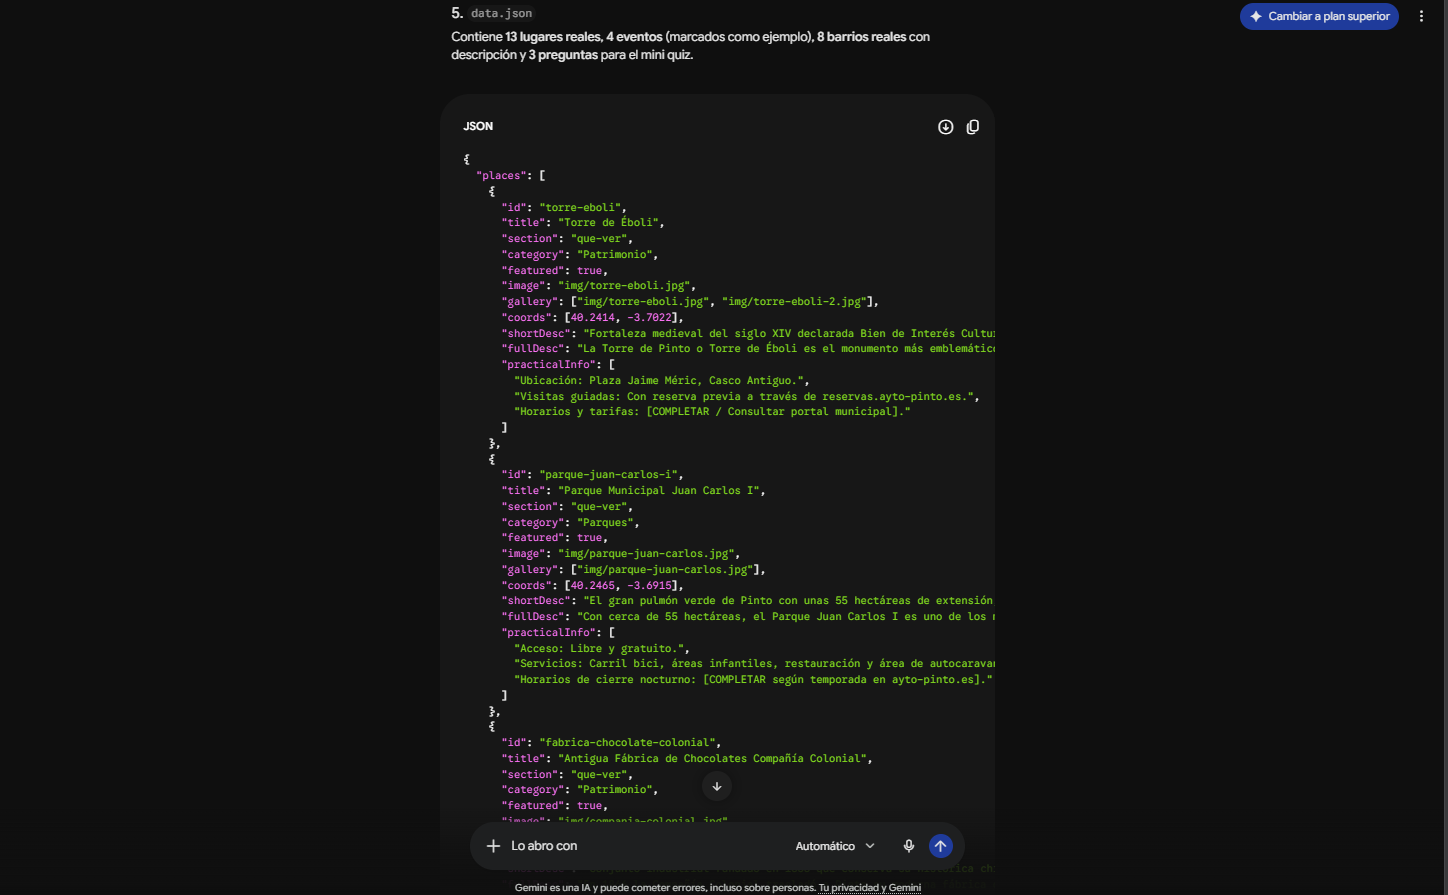 5. data.json
Cambiar a plan superior
Contiene 13 lugares reales, 4 eventos (marcados como ejemplo), 8 barrios reales con
descripción y 3 preguntas para el mini quiz.
JSON
{
"places": [
{
"id": "torre-eboli",
"title": "Torre de Éboli",
"section": "que-ver",
"category": "Patrimonio",
"featured": true,
"image": "img/torre-eboli.jpg",
"gallery": ["img/torre-eboli.jpg", "img/torre-eboli-2.jpg"],
"coords": [40.2414, -3.7022],
"shortDesc": "Fortaleza medieval del siglo XIV declarada Bien de Interés Cultu
"fullDesc": "La Torre de Pinto o Torre de Éboli es el monumento más emblemático
"practicalInfo": [
"Ubicación: Plaza Jaime Méric, Casco Antiguo.",
"Visitas guiadas: Con reserva previa a través de reservas.ayto-pinto.es.",
"Horarios y tarifas: [COMPLETAR / Consultar portal municipal]."
]
},
{
"id": "parque-juan-carlos-i",
"title": "Parque Municipal Juan Carlos I",
"section": "que-ver",
"category": "Parques",
"featured": true,
"image": "img/parque-juan-carlos.jpg",
"gallery": ["img/parque-juan-carlos.jpg"],
"coords": [40.2465, -3.6915],
"shortDesc": "El gran pulmón verde de Pinto con unas 55 hectáreas de extensión
"fullDesc": "Con cerca de 55 hectáreas, el Parque Juan Carlos I es uno de los
"practicalInfo": [
"Acceso: Libre y gratuito.",
"Servicios: Carril bici, áreas infantiles, restauración y área de autocarava
"Horarios de cierre nocturno: [COMPLETAR según temporada en ayto-pinto.es]."
]
},
{
"id": "fabrica-chocolate-colonial",
"title": "Antigua Fábrica de Chocolates Compañía Colonial",
"section": "que-ver",
"category": "Patrimonio",
"featured": true,
"image": "img/compania-colonial.jpg"
Lo abro con
Automático
Gemini es una IA y puede cometer errores, incluso sobre personas. Tu privacidad y Gemini